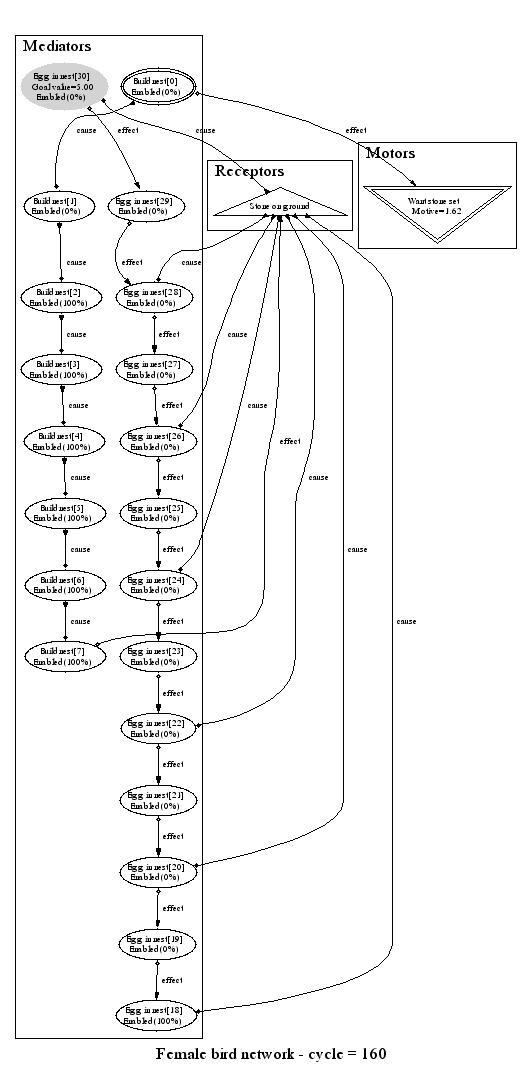 Mediators
Egg in nest[30]
Goal value=5.00
Enabled(0%)
Build nest[0]
Enabled(0%)
cause
effect
cause
effect
Motors
Want stone set
Motive=1.62
Receptors
Stone on ground
Build nest[1]
Enabled(0%)
Egg in nest[29]
Enabled(0%)
cause
effect
cause
Build nest[2]
Enabled(100%)
Egg in nest[28]
Enabled(0%)
cause
effect
cause
Build nest[3]
Enabled(100%)
Egg in nest[27]
Enabled(0%)
cause
effect
cause
Build nest[4]
Enabled(100%)
Egg in nest[26]
Enabled(0%)
effect
cause
effect
cause
Build nest[5]
Enabled(100%)
Egg in nest[25]
Enabled(0%)
cause
effect
cause
Build nest[6]
Enabled(100%)
Egg in nest[24]
Enabled(0%)
cause
effect
cause
Build nest[7]
Enabled(100%)
Egg in nest[23]
Enabled(0%)
effect
Egg in nest[22]
Enabled(0%)
effect
Egg in nest[21]
Enabled(0%)
effect
Egg in nest[20]
Enabled(0%)
effect
Egg in nest[19]
Enabled(0%)
effect
Egg in nest[18]
Enabled(100%)
Female bird network - cycle = 160